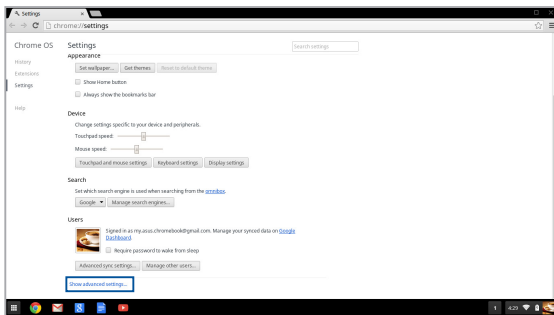 Settings
chrome://settings
Chrome OS
History
Extensions
Settings
Help
Settings
Search settings
Appearance
Set wallpaper... Get themes Reset to default theme
Show Home button
Always show the bookmarks bar
Device
Change settings specific to your device and peripherals.
Touchpad speed:
Mouse speed:
Touchpad and mouse settings Keyboard settings Display settings
Search
Set which search engine is used when searching from the omnibox.
Google Manage search engines...
Users
Signed in as my.asus.chromebook@gmail.com. Manage your synced data on Google
Dashboard.
Require password to wake from sleep
Advanced sync settings... Manage other users...
Show advanced settings...
8
1 4:29